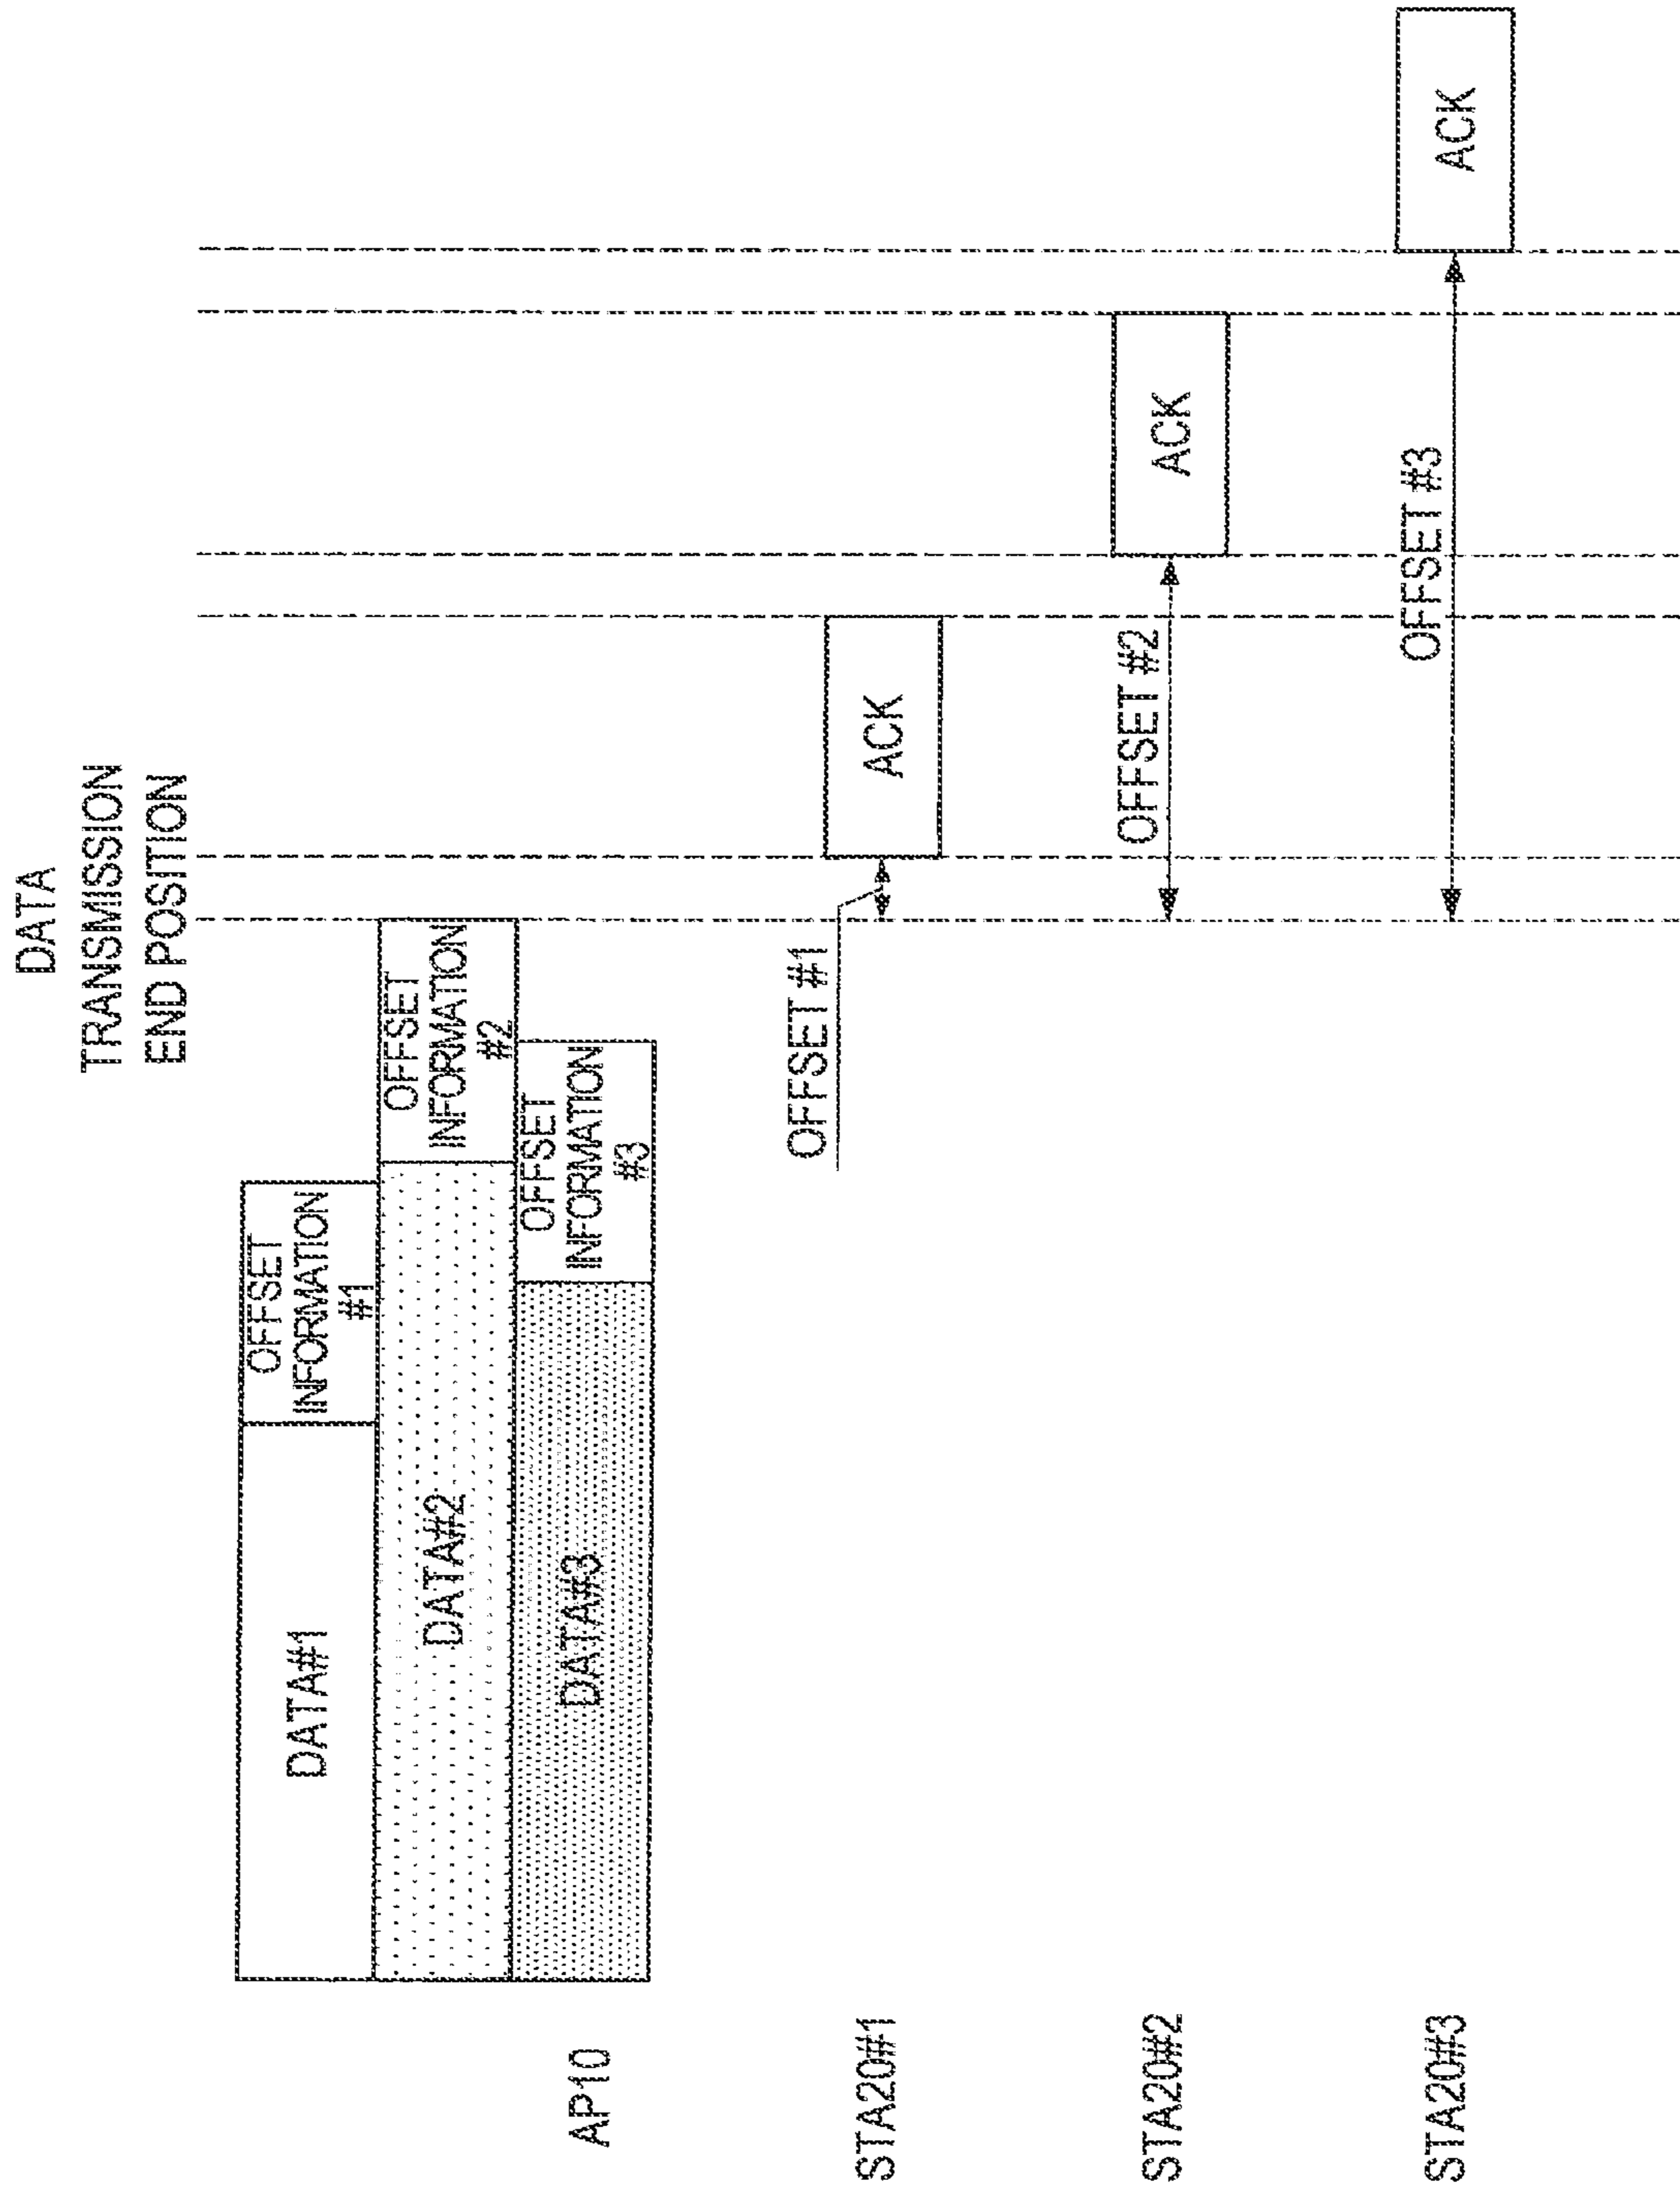 DATA
TRANSMISSION
END POSITION
DATA#1
OFFSET
INFORMATION
#1
DATA#2
OFFSET
INFORMATION
#2
AP10
DATA#3
OFFSET
INFORMATION
#3
STA20#1
OFFSET #1
ACK
STA20#2
OFFSET #2
ACK
STA20#3
OFFSET #3
ACK